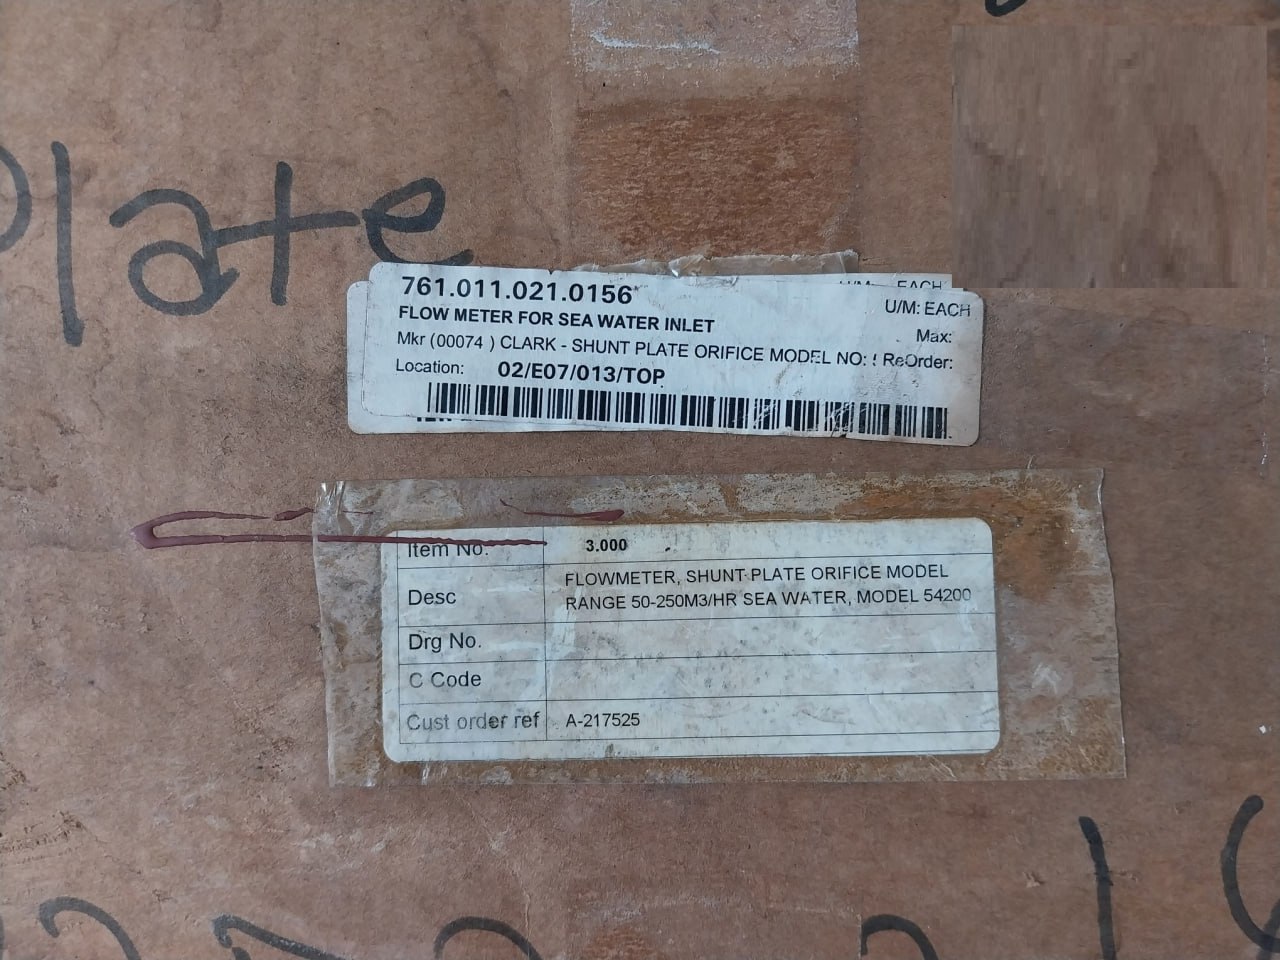 Plate
U/M: EACH
761.011.021.0156
U/M: EACH
FLOW METER FOR SEA WATER INLET
Max:
Mkr (00074 ) CLARK - SHUNT PLATE ORIFICE MODEL NO: ReOrder:
Location: 02/E07/013/TOP
Item No. 3.000
Desc FLOWMETER, SHUNT PLATE ORIFICE MODEL
RANGE 50-250M3/HR SEA WATER, MODEL 54200
Drg No.
C Code
Cust order ref A-217525